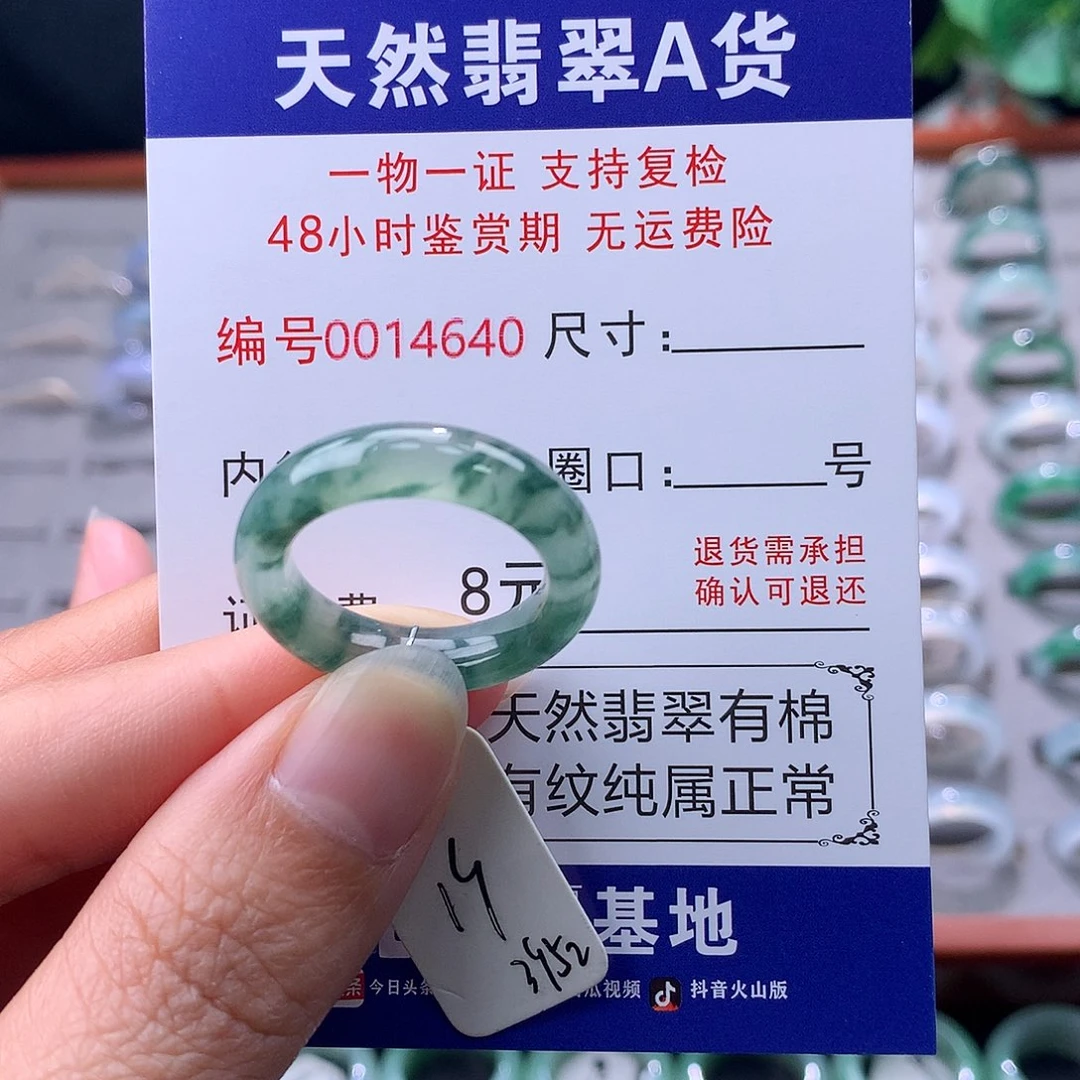 天然翡翠A货
一物一证 支持复检
48小时鉴赏期 无运费险
编号0014640 尺寸:
内 圈口: 号
退货需承担
证 费 8元 确认可退还
天然翡翠有棉
有纹纯属正常
基地
条 今日头条 瓜视频 抖音火山版
14
3952